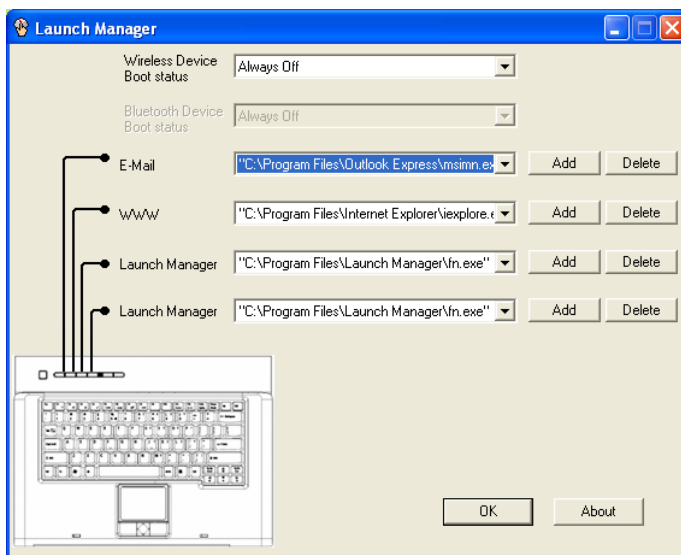 Launch Manager
Wireless Device
Boot status
Always Off
Bluetooth Device
Boot status
Always Off
E-Mail
"C:\Program Files\Outlook Express\msimn.ex
Add
Delete
WWW
"C:\Program Files\Internet Explorer\iexplore.e
Add
Delete
Launch Manager
"C:\Program Files\Launch Manager\fn.exe"
Add
Delete
Launch Manager
"C:\Program Files\Launch Manager\fn.exe"
Add
Delete
OK
About